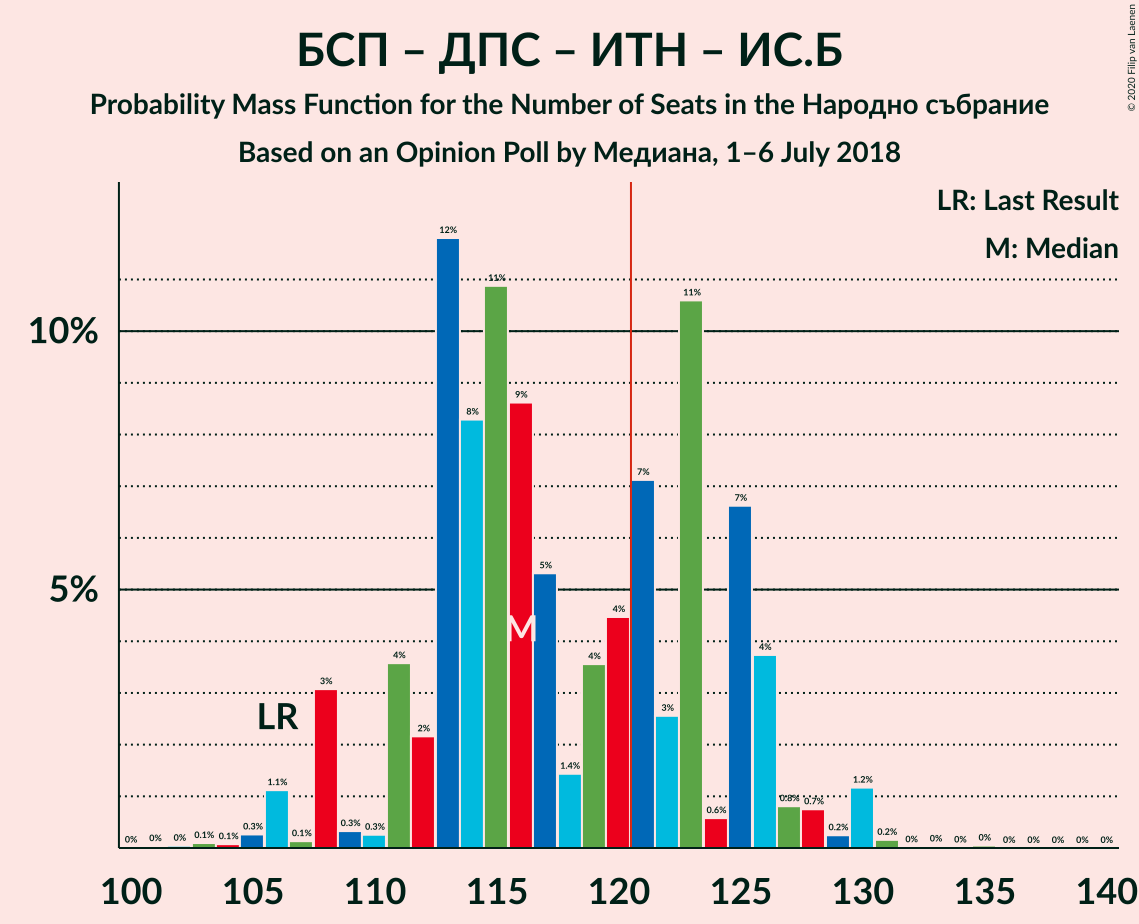 БСП – ДПС – ИТН – ИС.Б
Probability Mass Function for the Number of Seats in the Народно събрание
Based on an Opinion Poll by Медиана, 1–6 July 2018
© 2020 Filip van Laenen
LR: Last Result
M: Median
10%
5%
LR
M
0% 0% 0% 0.1% 0.1% 0.3% 1.1% 0.1% 3% 0.3% 0.3% 4% 2% 12% 8% 11% 9% 5% 1.4% 4% 4% 7% 3% 11% 0.6% 7% 4% 0.8% 0.7% 0.2% 1.2% 0.2% 0% 0% 0% 0% 0% 0% 0% 0% 0%
100 105 110 115 120 125 130 135 140